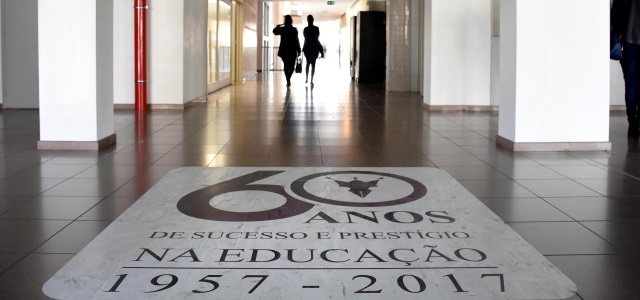 60 ANOS
DE SUCESSO E PRESTÍGIO
NA EDUCAÇÃO
1957 - 2017